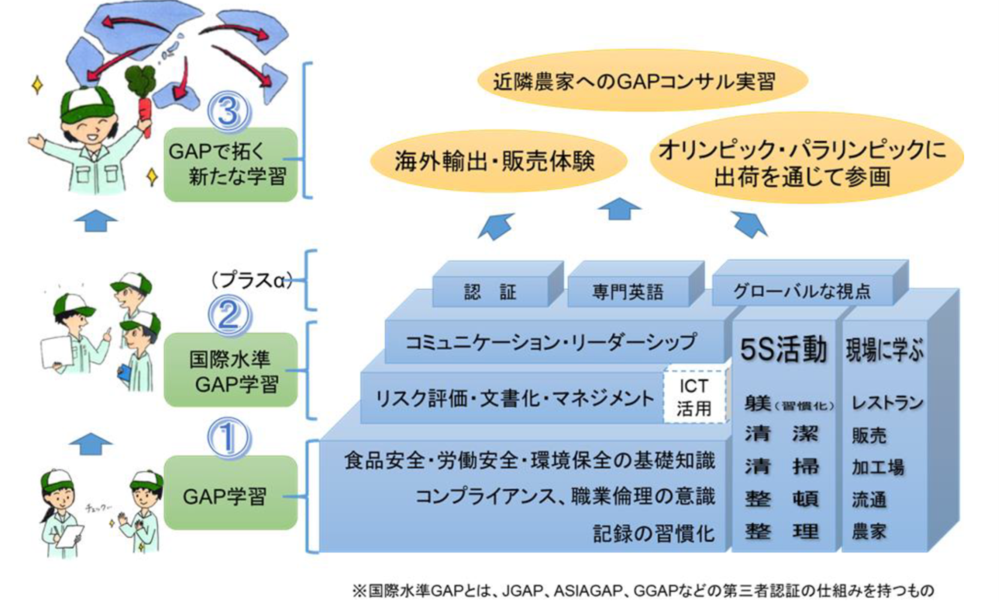 近隣農家へのGAPコンサル実習
海外輸出・販売体験
オリンピック・パラリンピックに
出荷を通じて参画
③
GAPで拓く
新たな学習
(プラスα)
認 証
専門英語
グローバルな視点
②
国際水準
GAP学習
コミュニケーション・リーダーシップ
リスク評価・文書化・マネジメント
ICT
活用
①
GAP学習
チェックー
食品安全・労働安全・環境保全の基礎知識
コンプライアンス、職業倫理の意識
記録の習慣化
5S活動
躾(習慣化)
清 潔
清 掃
整 頓
整 理
現場に学ぶ
レストラン
販売
加工場
流通
農家
※国際水準GAPとは、JGAP、ASIAGAP、GGAPなどの第三者認証の仕組みを持つもの